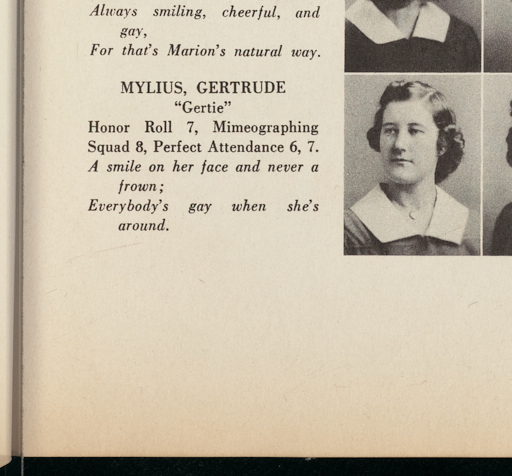 Always smiling, cheerful, and
gay,
For that's Marion's natural way.
MYLIUS, GERTRUDE
“Gertie”
Honor Roll 7, Mimeographing
Squad 8, Perfect Attendance 6, 7.
A smile on her face and never a
frown;
Everybody's gay when she's
around.